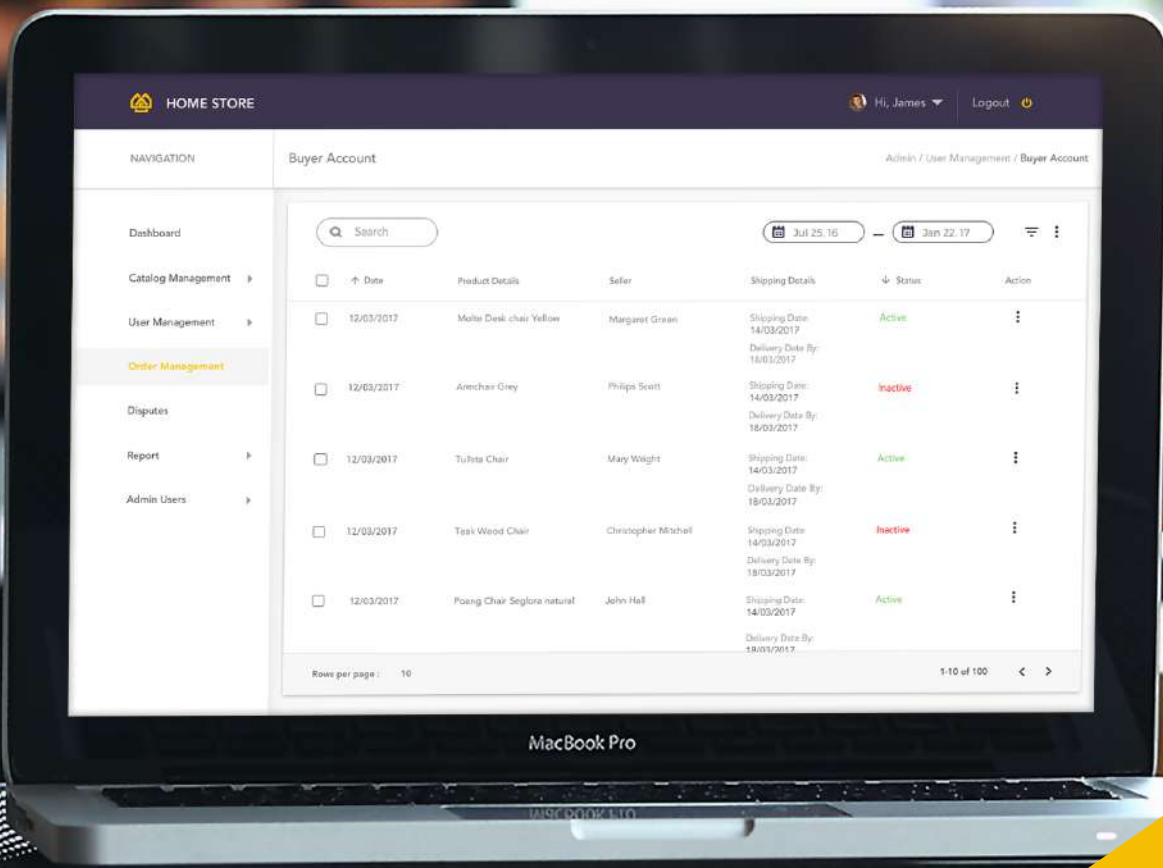 HOME STORE
Hi, James
Logout
NAVIGATION
Buyer Account
Admin / User Management / Buyer Account
Dashboard
Catalog Management
User Management
Order Management
Disputes
Report
Admin Users
Search
Jul 25.16
Jan 22.17
Date
Product Details
Seller
Shipping Details
Status
Action
12/03/2017
Molte Desk chair Yellow
Margaret Green
Shipping Date:
14/03/2017
Delivery Date By:
18/03/2017
Active
12/03/2017
Armchair Grey
Philips Scott
Shipping Date:
14/03/2017
Delivery Date By:
18/03/2017
Inactive
12/03/2017
Tullsta Chair
Mary Wright
Shipping Date:
14/03/2017
Delivery Date By:
18/03/2017
Active
12/03/2017
Teak Wood Chair
Christopher Mitchell
Shipping Date
14/03/2017
Delivery Date By:
18/03/2017
Inactive
12/03/2017
Poang Chair Seglora natural
John Hall
Shipping Date:
14/03/2017
Delivery Date By:
18/03/2017
Active
Rows per page : 10
1-10 of 100
MacBook Pro